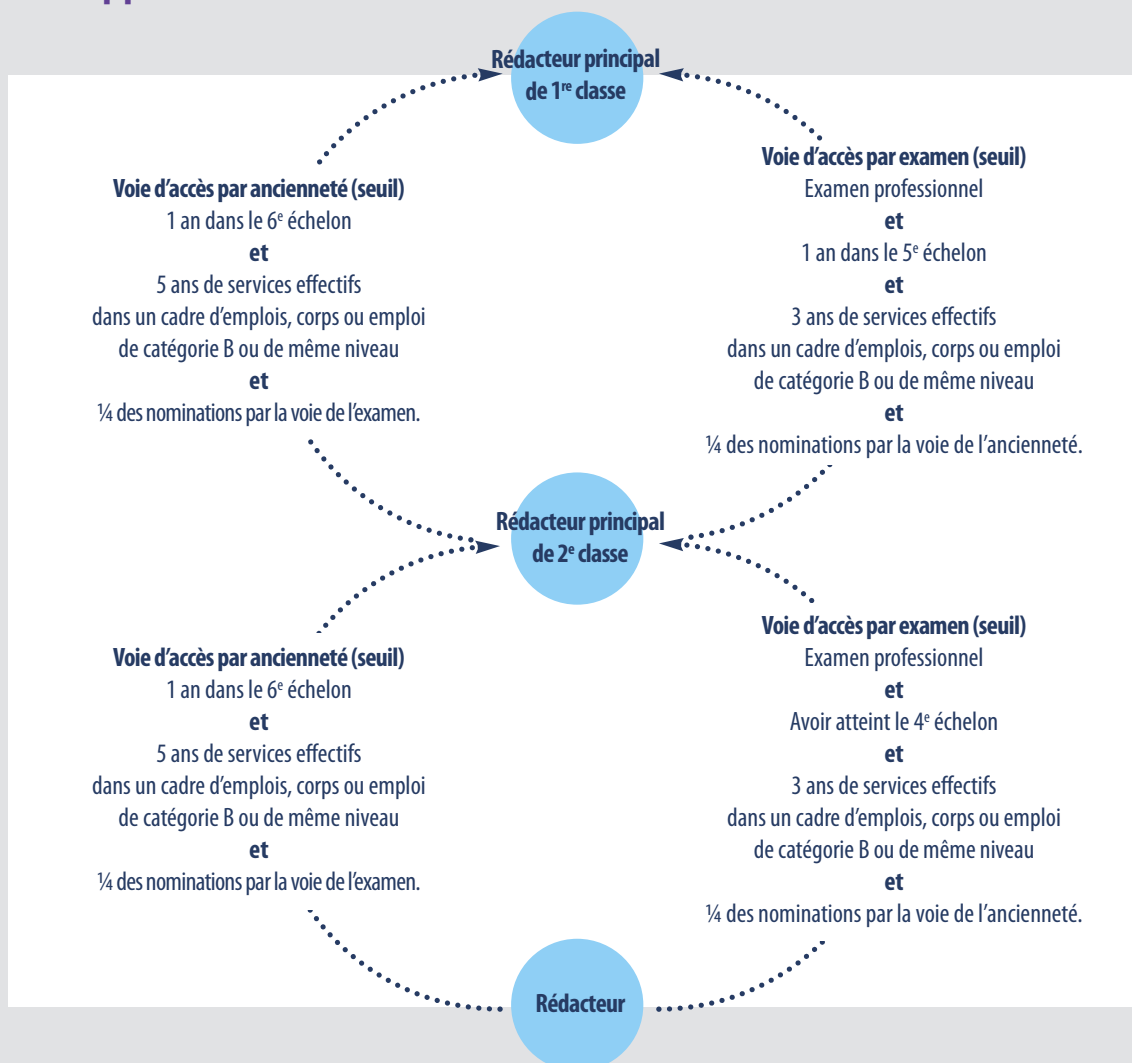 Rédacteur principal
de 1re classe
Voie d'accès par ancienneté (seuil)
1 an dans le 6e échelon
et
5 ans de services effectifs
dans un cadre d'emplois, corps ou emploi
de catégorie B ou de même niveau
et
¼ des nominations par la voie de l'examen.
Voie d'accès par examen (seuil)
Examen professionnel
et
1 an dans le 5e échelon
et
3 ans de services effectifs
dans un cadre d'emplois, corps ou emploi
de catégorie B ou de même niveau
et
¼ des nominations par la voie de l'ancienneté.
Rédacteur principal
de 2e classe
Voie d'accès par ancienneté (seuil)
1 an dans le 6e échelon
et
5 ans de services effectifs
dans un cadre d'emplois, corps ou emploi
de catégorie B ou de même niveau
et
¼ des nominations par la voie de l'examen.
Voie d'accès par examen (seuil)
Examen professionnel
et
Avoir atteint le 4e échelon
et
3 ans de services effectifs
dans un cadre d'emplois, corps ou emploi
de catégorie B ou de même niveau
et
¼ des nominations par la voie de l'ancienneté.
Rédacteur